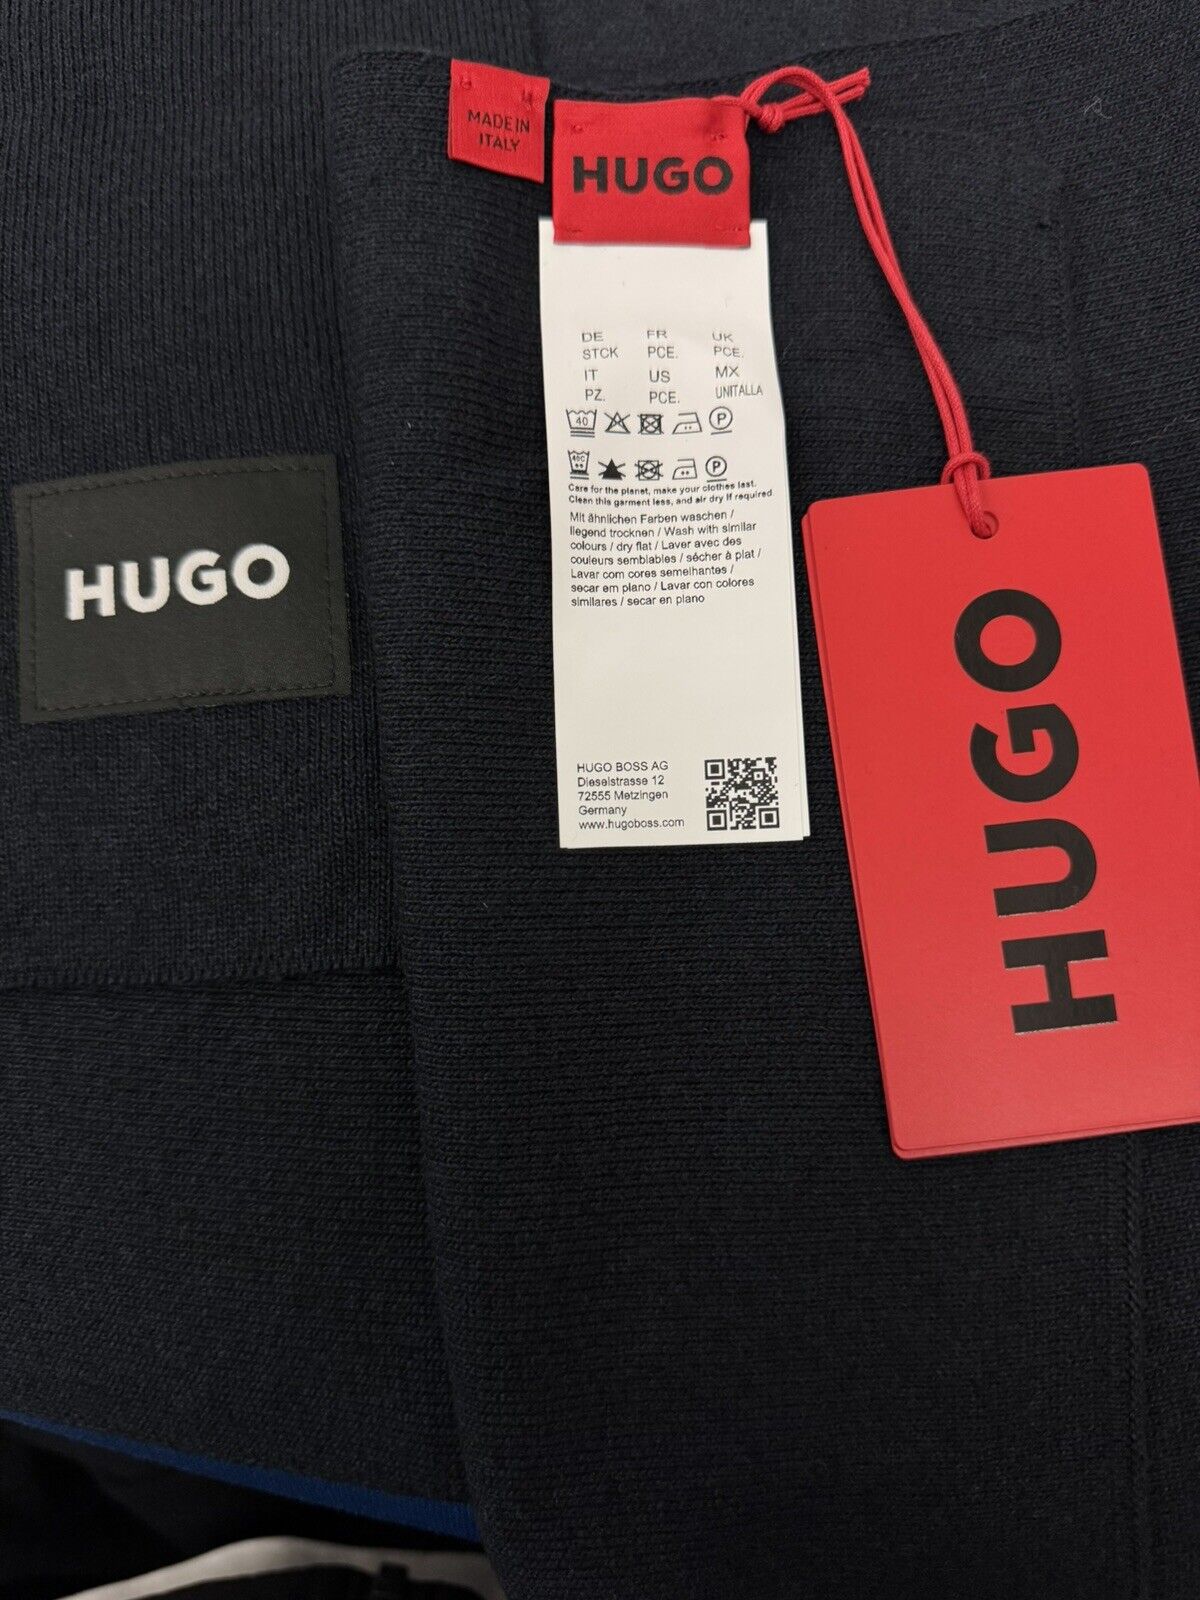 MADE IN
ITALY
HUGO
DE FR UK
STCK PCE. PCE.
IT US MX
PZ. PCE. UNITALLA
40 P
40C P
Care for the planet, make your clothes last.
Clean this garment less, and air dry if required
Mit ähnlichen Farben waschen /
liegend trocknen / Wash with similar
colours / dry flat / Laver avec des
couleurs semblables / sécher à plat /
Lavar com cores semelhantes /
secar em plano / Lavar con colores
similares / secar en plano
HUGO BOSS AG
Dieselstrasse 12
72555 Metzingen
Germany
www.hugoboss.com
HUGO
HUGO